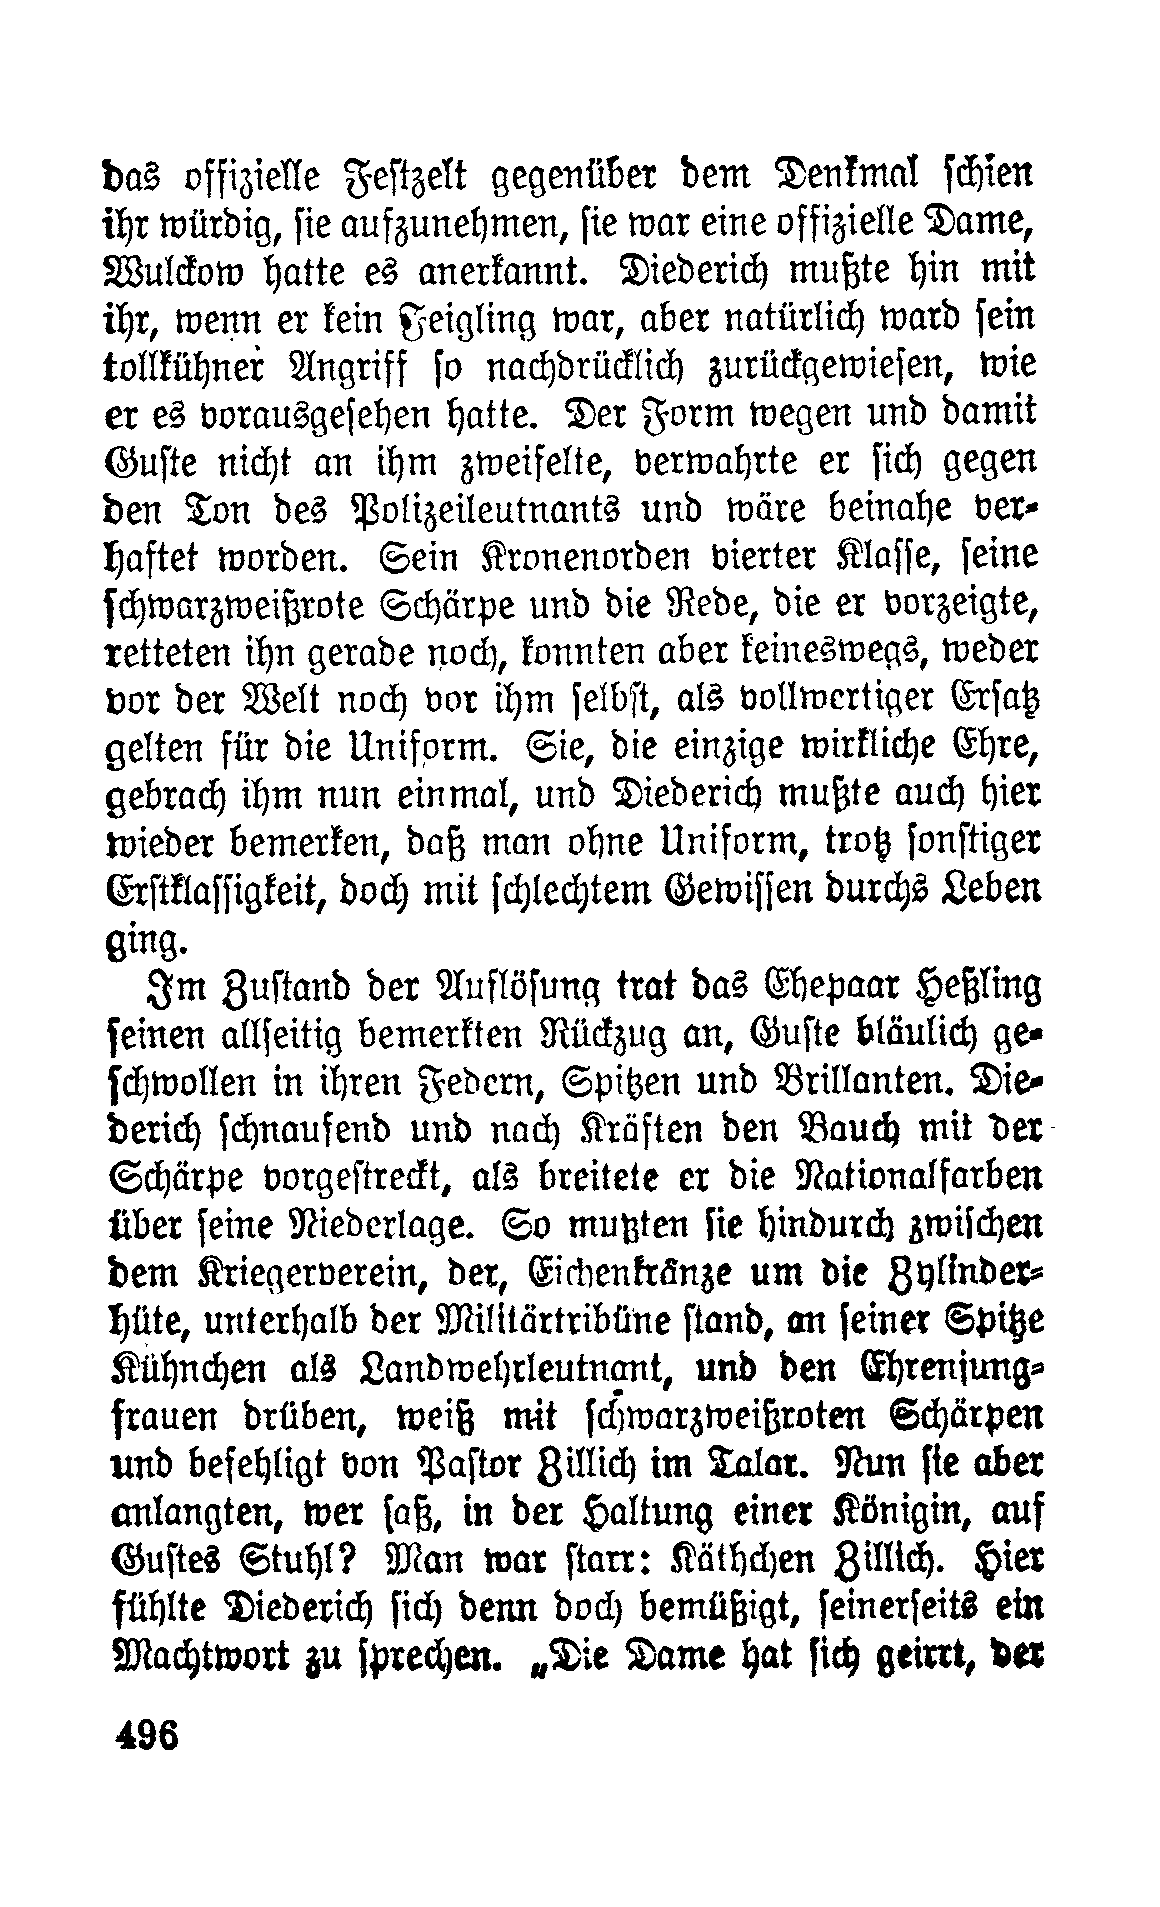 das offizielle Festzelt gegenüber dem Denkmal schien
ihr würdig, sie aufzunehmen, sie war eine offizielle Dame,
Wulckow hatte es anerkannt. Diederich mußte hin mit
ihr, wenn er kein Feigling war, aber natürlich ward sein
tollkühner Angriff so nachdrücklich zurückgewiesen, wie
er es vorausgesehen hatte. Der Form wegen und damit
Guste nicht an ihm zweifelte, verwahrte er sich gegen
den Ton des Polizeileutnants und wäre beinahe ver-
haftet worden. Sein Kronenorden vierter Klasse, seine
schwarzweißrote Schärpe und die Rede, die er vorzeigte,
retteten ihn gerade noch, konnten aber keineswegs, weder
vor der Welt noch vor ihm selbst, als vollwertiger Ersatz
gelten für die Uniform. Sie, die einzige wirkliche Ehre,
gebrach ihm nun einmal, und Diederich mußte auch hier
wieder bemerken, daß man ohne Uniform, trotz sonstiger
Erstklassigkeit, doch mit schlechtem Gewissen durchs Leben
ging.
Im Zustand der Auflösung trat das Ehepaar Heßling
seinen allseitig bemerkten Rückzug an, Guste bläulich ge-
schwollen in ihren Federn, Spitzen und Brillanten. Die-
derich schnaufend und nach Kräften den Bauch mit der
Schärpe vorgestreckt, als breitete er die Nationalfarben
über seine Niederlage. So mußten sie hindurch zwischen
dem Kriegerverein, der, Eichenkränze um die Zylinder-
hüte, unterhalb der Militärtribüne stand, an seiner Spitze
Kühnchen als Landwehrleutnant, und den Ehrenjung-
frauen drüben, weiß mit schwarzweißroten Schärpen
und befehligt von Pastor Zillich im Talar. Nun sie aber
anlangten, wer saß, in der Haltung einer Königin, auf
Gustes Stuhl? Man war starr: Käthchen Zillich. Hier
fühlte Diederich sich denn doch bemüßigt, seinerseits ein
Machtwort zu sprechen. „Die Dame hat sich geirrt, der
496